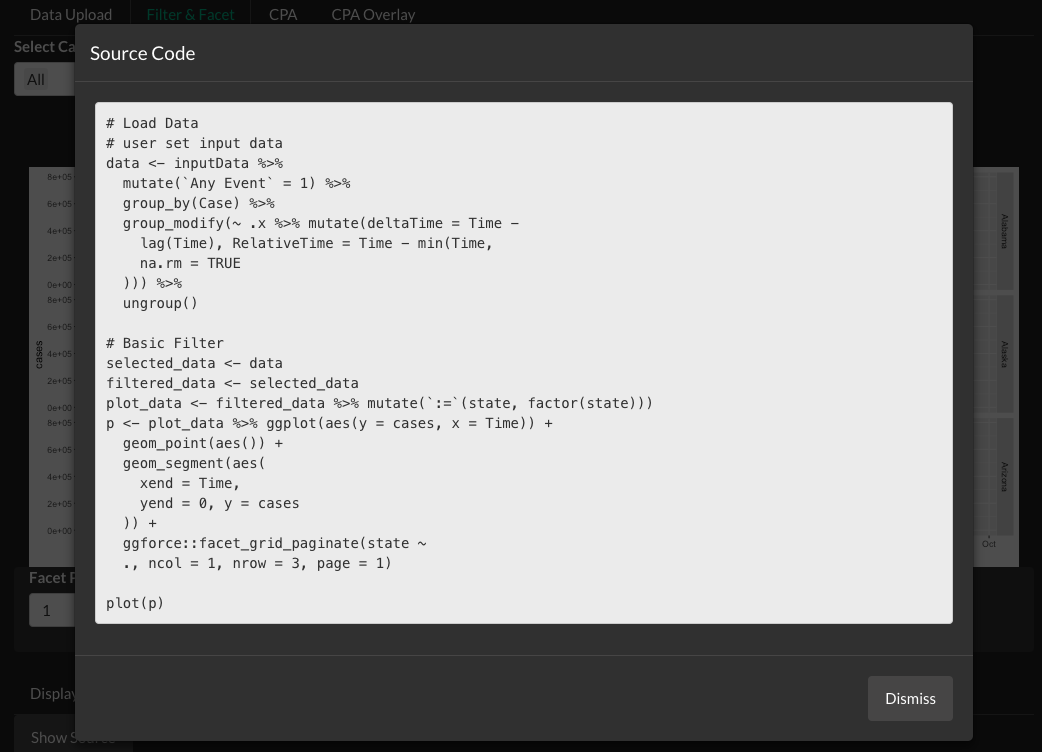 Data Upload
Filter & Facet
CPA
CPA Overlay
Select Ca
All
Source Code
# Load Data
# user set input data
data <- inputData %>%
  mutate(`Any Event` = 1) %>%
  group_by(Case) %>%
  group_modify(~ .x %>% mutate(deltaTime = Time -
    lag(Time), RelativeTime = Time - min(Time,
    na.rm = TRUE
  ))) %>%
  ungroup()

# Basic Filter
selected_data <- data
filtered_data <- selected_data
plot_data <- filtered_data %>% mutate(`:=`(state, factor(state)))
p <- plot_data %>% ggplot(aes(y = cases, x = Time)) +
  geom_point(aes()) +
  geom_segment(aes(
    xend = Time,
    yend = 0, y = cases
  )) +
  ggforce::facet_grid_paginate(state ~
  ., ncol = 1, nrow = 3, page = 1)

plot(p)
Dismiss
cases
8e+05
6e+05
4e+05
2e+05
0e+00
8e+05
6e+05
4e+05
2e+05
0e+00
8e+05
6e+05
4e+05
2e+05
0e+00
Alabama
Alaska
Arizona
Oct
Facet P
1
Display
Show Source